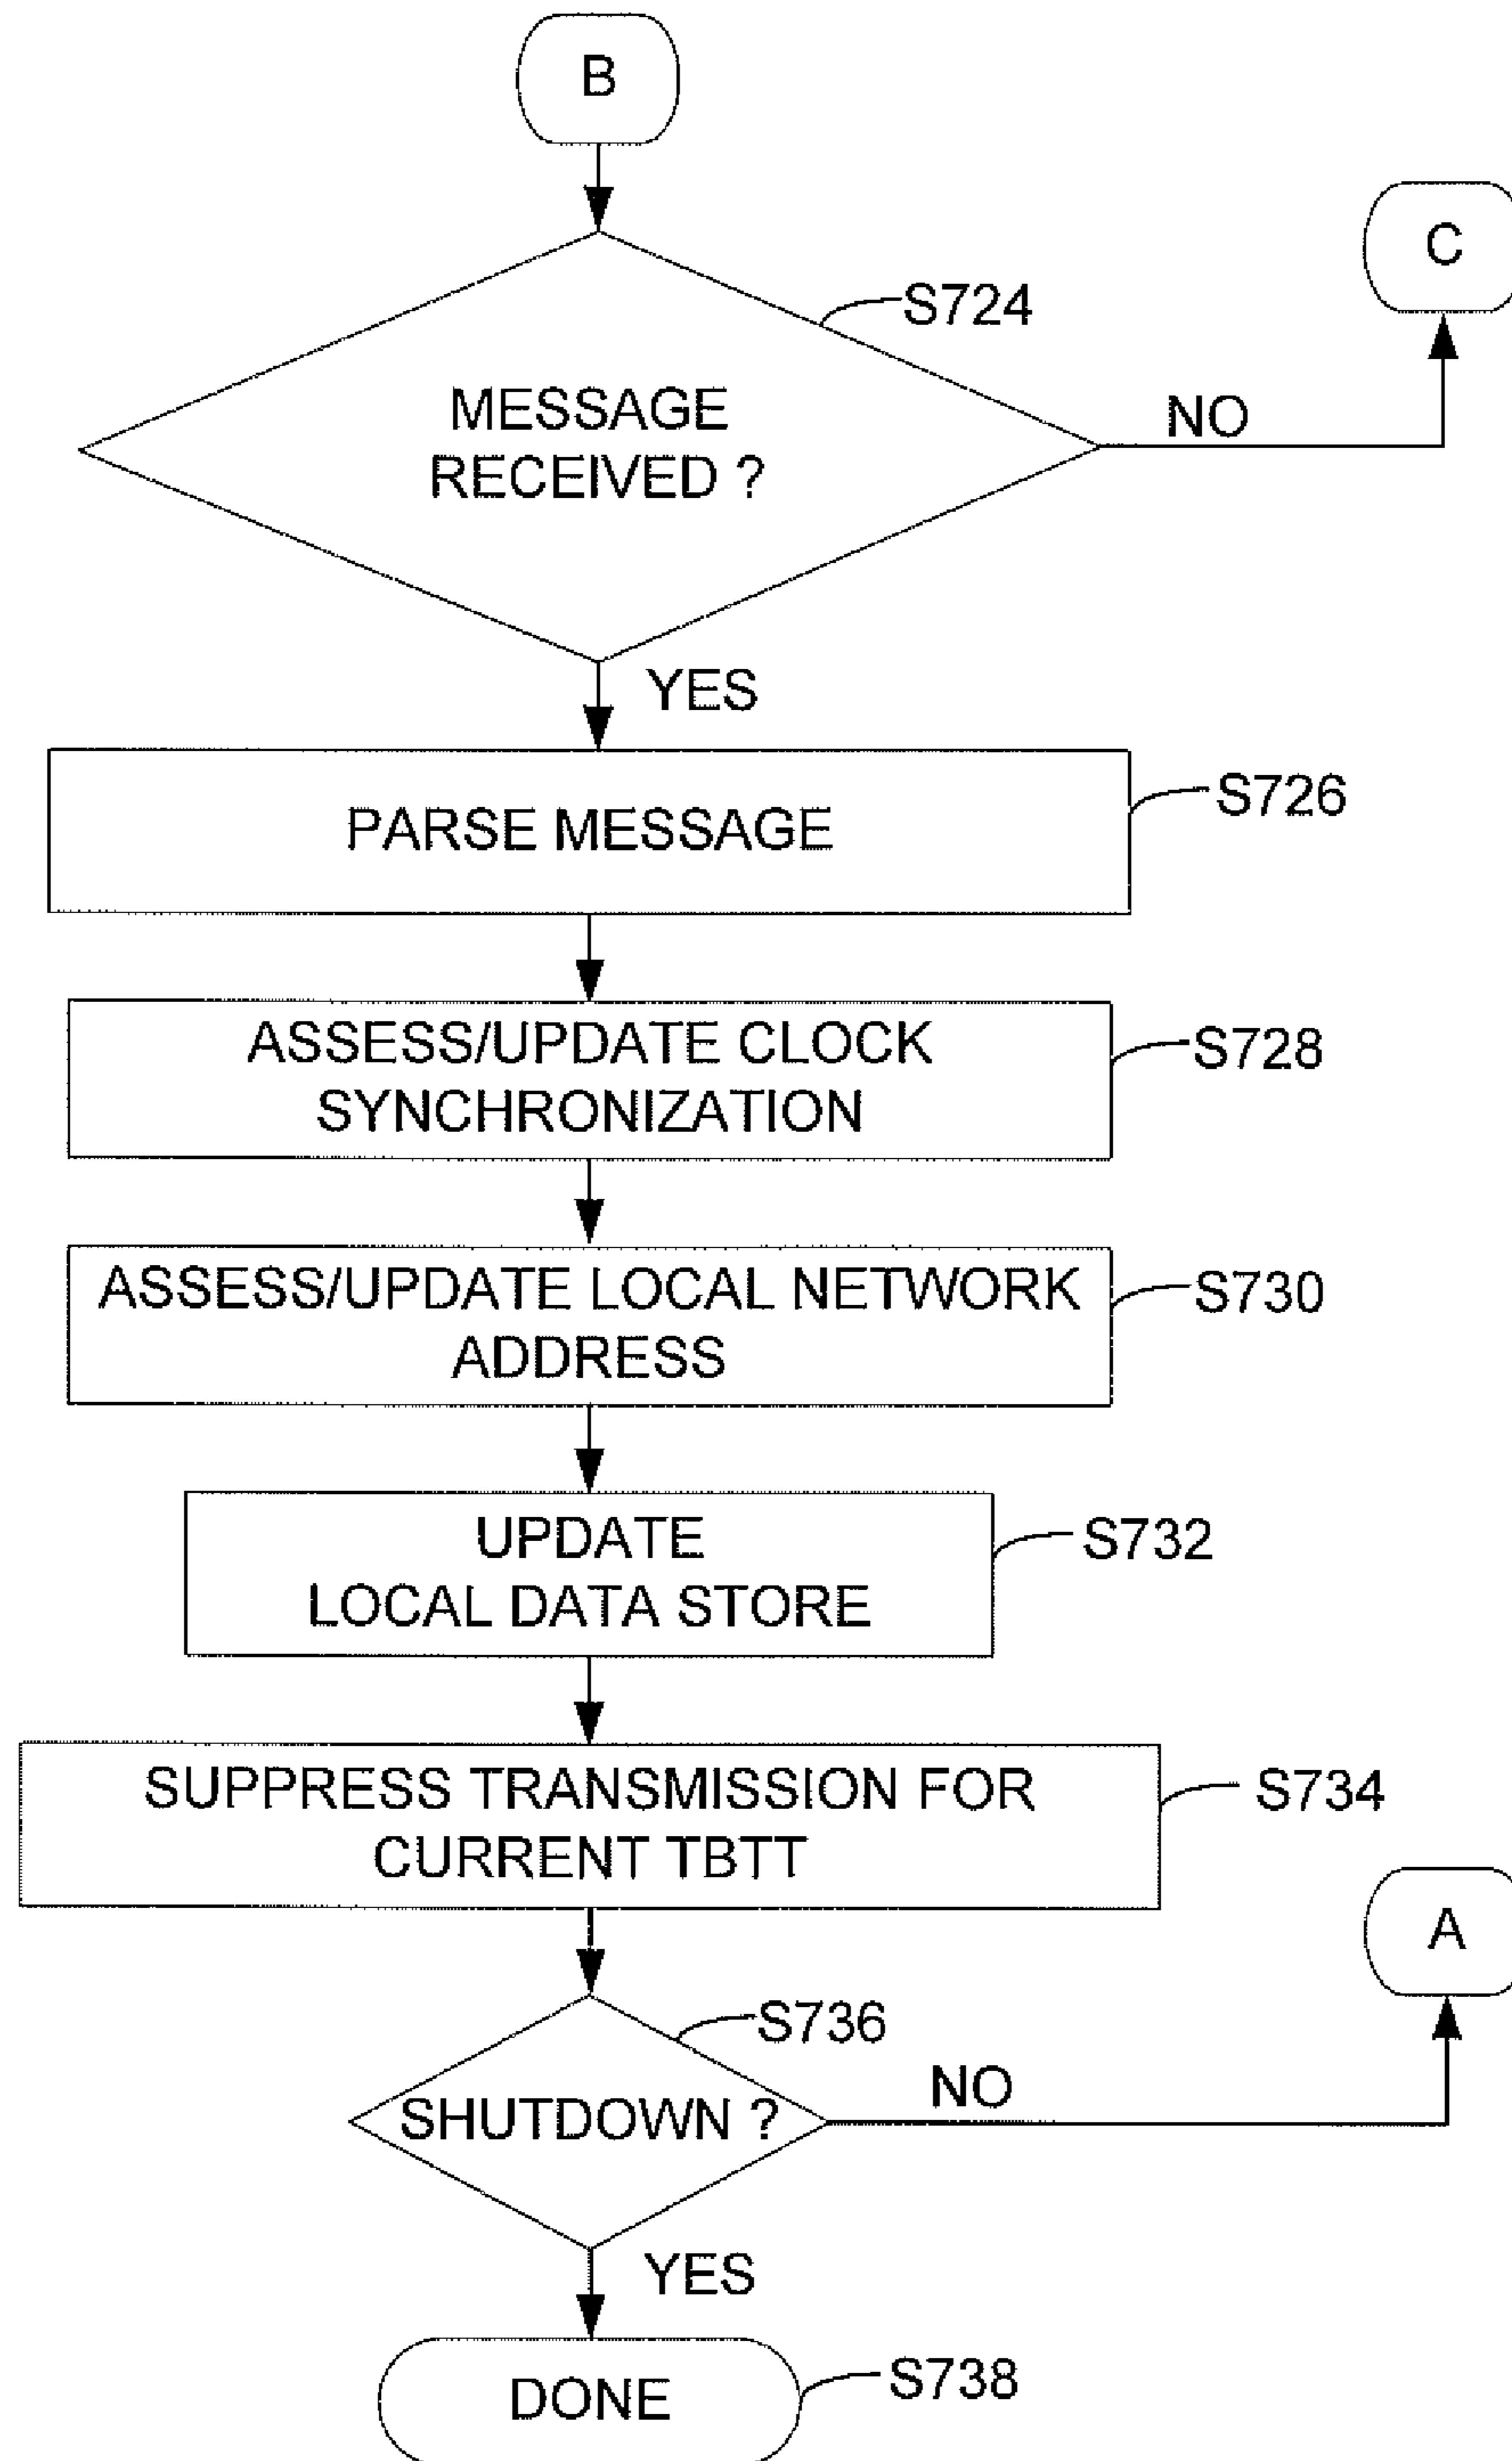 B
C
S724
MESSAGE
RECEIVED ?
NO
YES
PARSE MESSAGE
S726
ASSESS/UPDATE CLOCK
SYNCHRONIZATION
S728
ASSESS/UPDATE LOCAL NETWORK
ADDRESS
S730
UPDATE
LOCAL DATA STORE
S732
SUPPRESS TRANSMISSION FOR
CURRENT TBTT
S734
A
S736
SHUTDOWN ?
NO
YES
DONE
S738